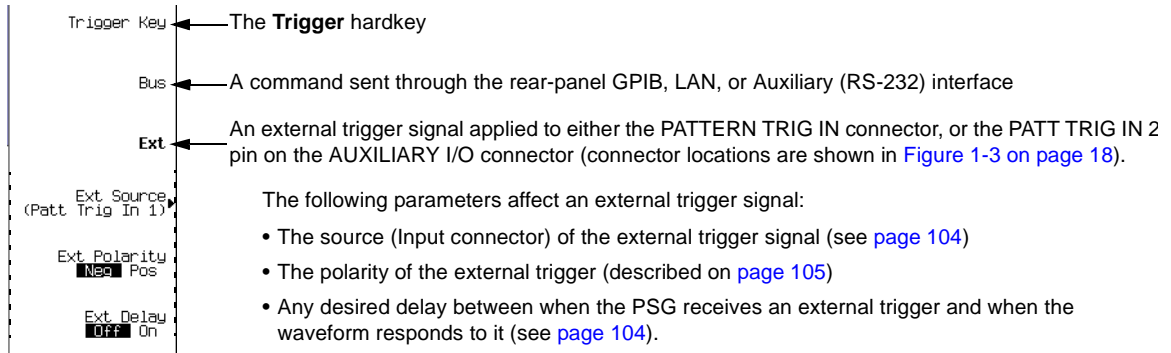 Trigger Key
The Trigger hardkey
Bus
A command sent through the rear-panel GPIB, LAN, or Auxiliary (RS-232) interface
Ext
An external trigger signal applied to either the PATTERN TRIG IN connector, or the PATT TRIG IN 2
pin on the AUXILIARY I/O connector (connector locations are shown in Figure 1-3 on page 18).
Ext Source
(Patt Trig In 1)
The following parameters affect an external trigger signal:
• The source (Input connector) of the external trigger signal (see page 104)
Ext Polarity
Neg Pos
• The polarity of the external trigger (described on page 105)
Ext Delay
Off On
• Any desired delay between when the PSG receives an external trigger and when the
waveform responds to it (see page 104).